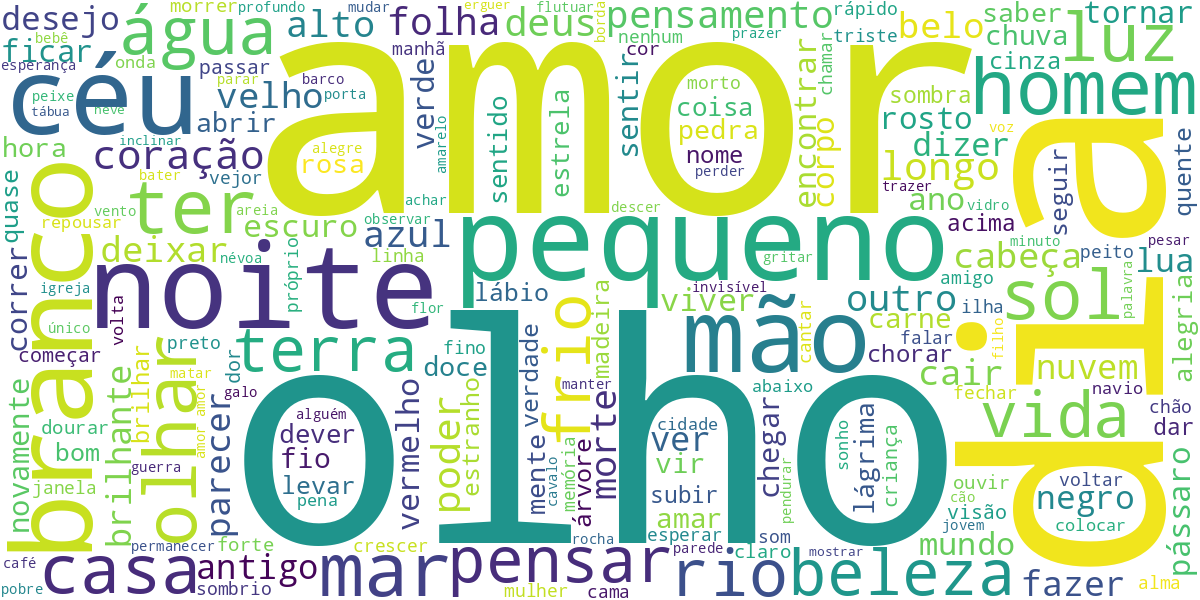 desejo
morrer
profundo
mudar
erguer
flutuar
borda
pensamento
rápido
saber
tornar
bebê
água
alto
folha
deus
nenhum
prazer
triste
belo
chuva
luz
ficar
onda
amor
manhã
cor
chamar
cinza
esperança
céu
passar
parar
barco
porta
verde
sentir
morto
encontrar
sombra
homem
peixe
tábua
neve
velho
abrir
sentido
estrela
coisa
pedra
corpo
rosto
voz
hora
inclinar
coração
alegre
rosa
amarelo
nome
perder
dizer
longo
trazer
seguir
quente
quase
bater
vejor
achar
descer
ano
vidro
dia
branco
repousar
vento
ter
areia
escuro
observar
azul
pequeno
acima
minuto
peito
pesar
deixar
névoa
próprio
linha
gritar
cabeça
lua
correr
igreja
noite
flor
lábio
invisível
viver
mão
outro
amigo
ilha
sol
palavra
alegria
único
volta
olho
frio
madeira
cantar
carne
falar
filho
começar
preto
terra
fino
doce
verdade
chorar
nuvem
brilhar
olhar
matar
dor
galo
manter
abaixo
cair
fechar
navio
novamente
brilhante
amor amor
alguém
vermelho
poder
estranho
cidade
lágrima
vida
chão
dar
dourar
bom
parecer
dever
fio
mente
cavalo
memória
morte
ver
vir
chegar
sonho
criança
guerra
janela
levar
pena
árvore
subir
amar
pendurar
ouvir
cão
visão
voltar
negro
colocar
pássaro
permanecer
forte
crescer
rocha
esperar
parede
som
claro
mostrar
jovem
mundo
café
pobre
casa
antigo
sombrio
mar
pensar
mulher
cama
rio
beleza
fazer
alma